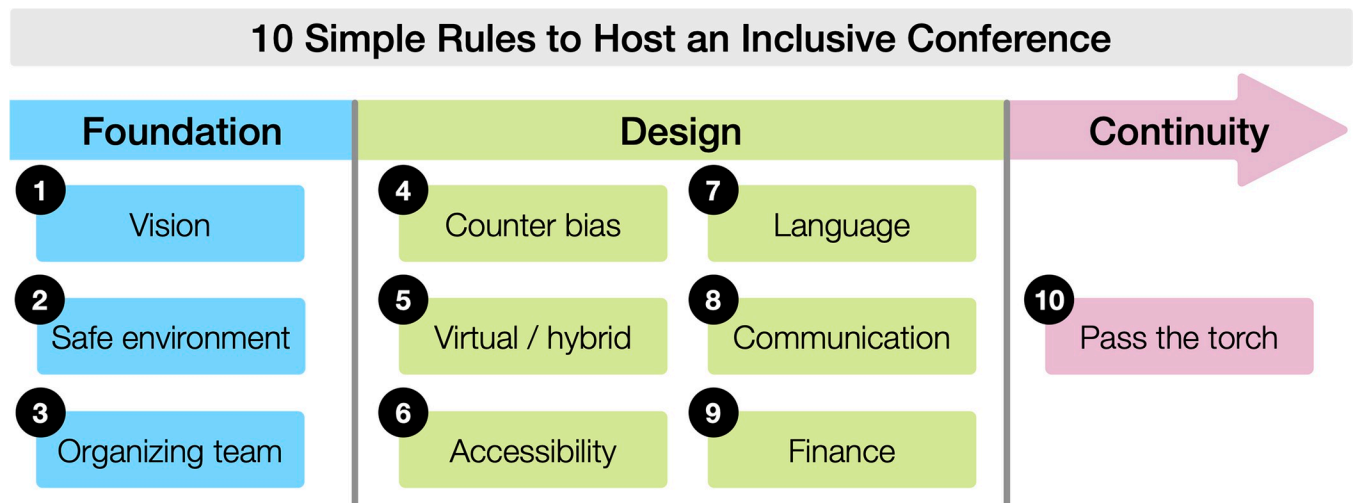 10 Simple Rules to Host an Inclusive Conference
Foundation
1
Vision
2
Safe environment
3
Organizing team
Design
4
Counter bias
5
Virtual / hybrid
6
Accessibility
7
Language
8
Communication
9
Finance
Continuity
10
Pass the torch